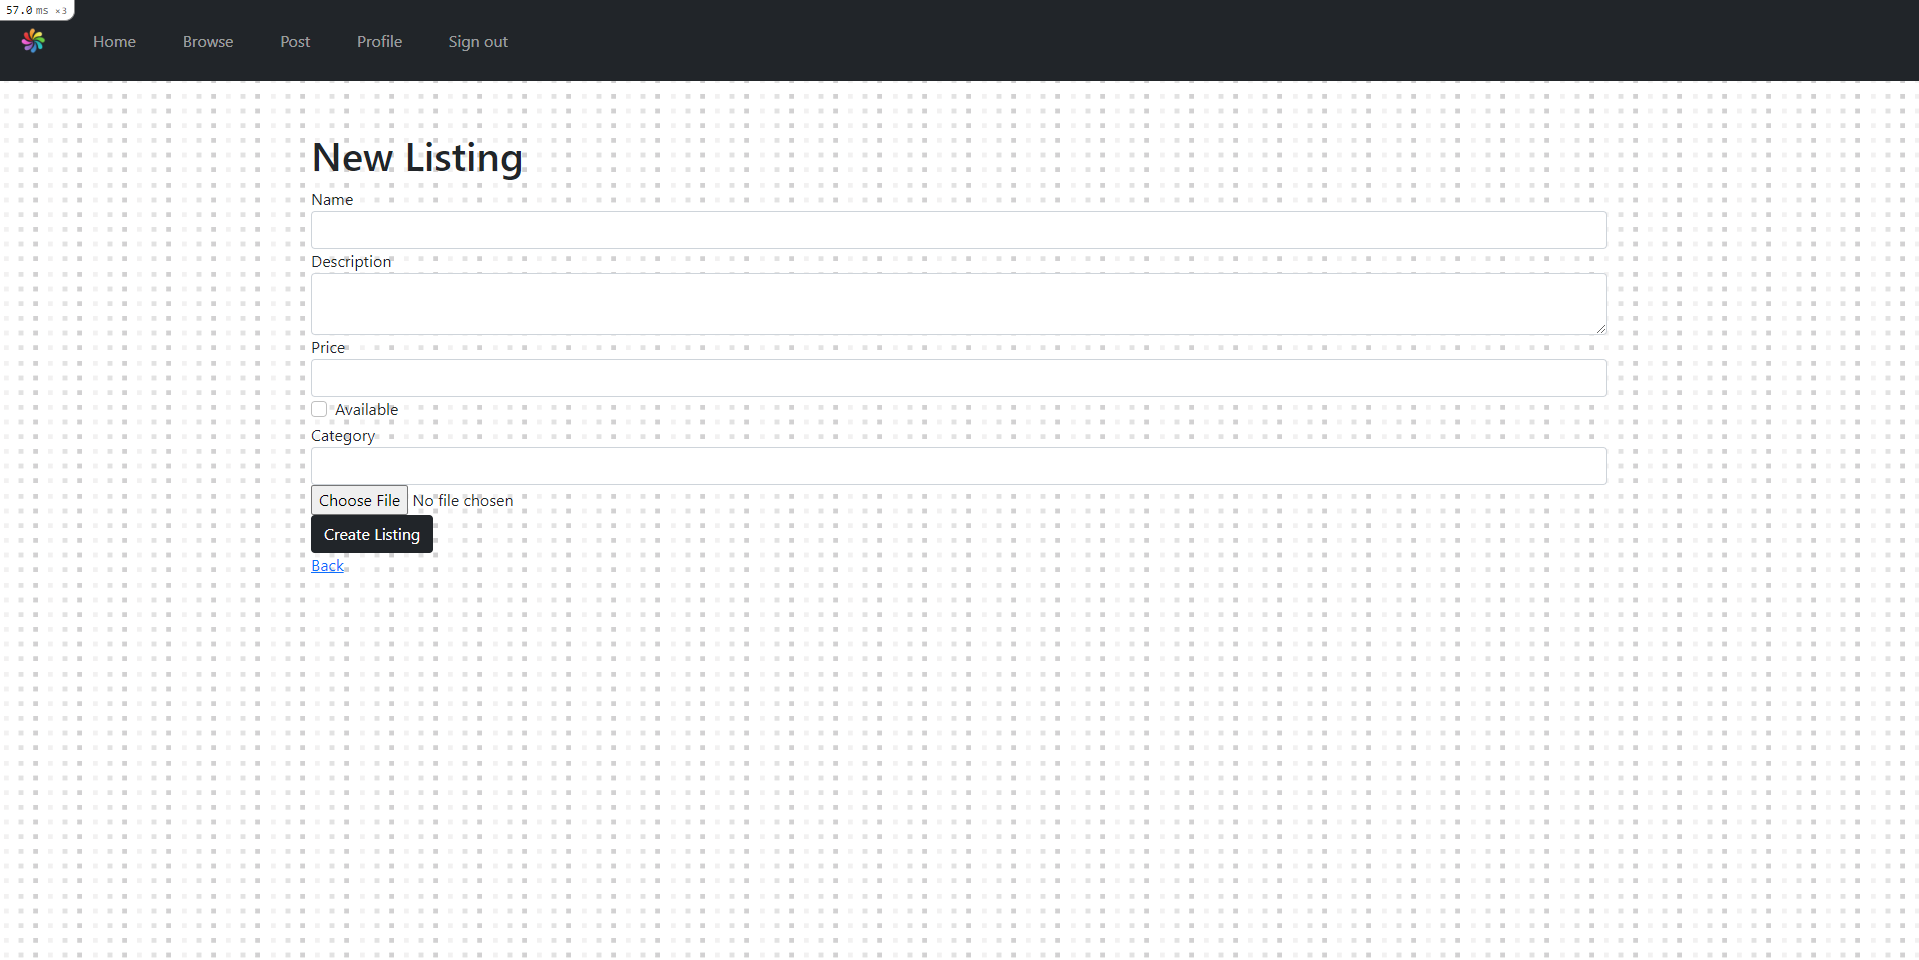 57.0 ms ×3
Home Browse Post Profile Sign out
New Listing
Name
Description
Price
Available
Category
Choose File No file chosen
Create Listing
Back